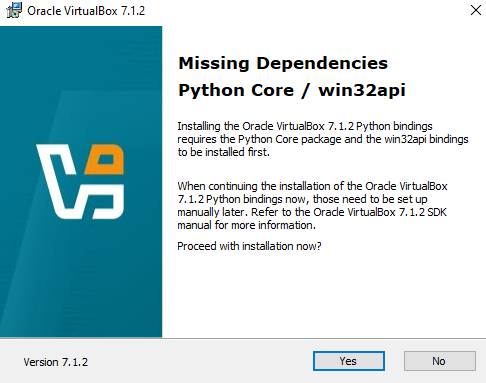 Oracle VirtualBox 7.1.2
Missing Dependencies
Python Core / win32api
Installing the Oracle VirtualBox 7.1.2 Python bindings
requires the Python Core package and the win32api bindings
to be installed first.
When continuing the installation of the Oracle VirtualBox
7.1.2 Python bindings now, those need to be set up
manually later. Refer to the Oracle VirtualBox 7.1.2 SDK
manual for more information.
Proceed with installation now?
Version 7.1.2
Yes
No